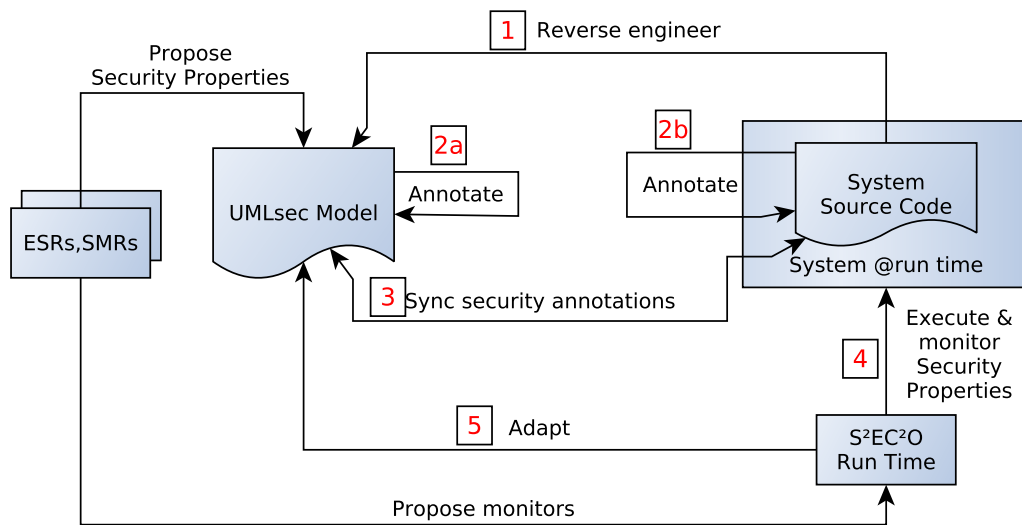 1 Reverse engineer
Propose
Security Properties
2a
Annotate
2b
Annotate
UMLsec Model
System
Source Code
System @run time
ESRs,SMRs
3 Sync security annotations
4
Execute &
monitor
Security
Properties
5 Adapt
S²EC²O
Run Time
Propose monitors